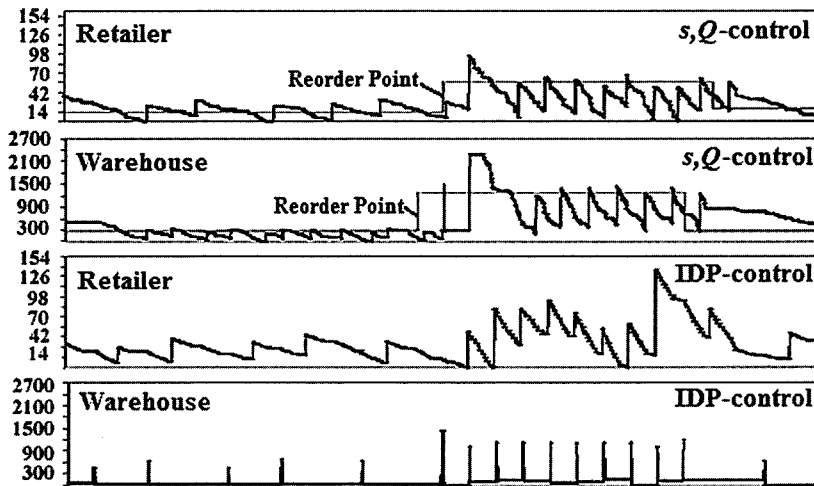 154
126
98
70
42
14
Retailer
s,Q-control
Reorder Point
2700
2100
1500
900
300
Warehouse
s,Q-control
Reorder Point
154
126
98
70
42
14
Retailer
IDP-control
2700
2100
1500
900
300
Warehouse
IDP-control